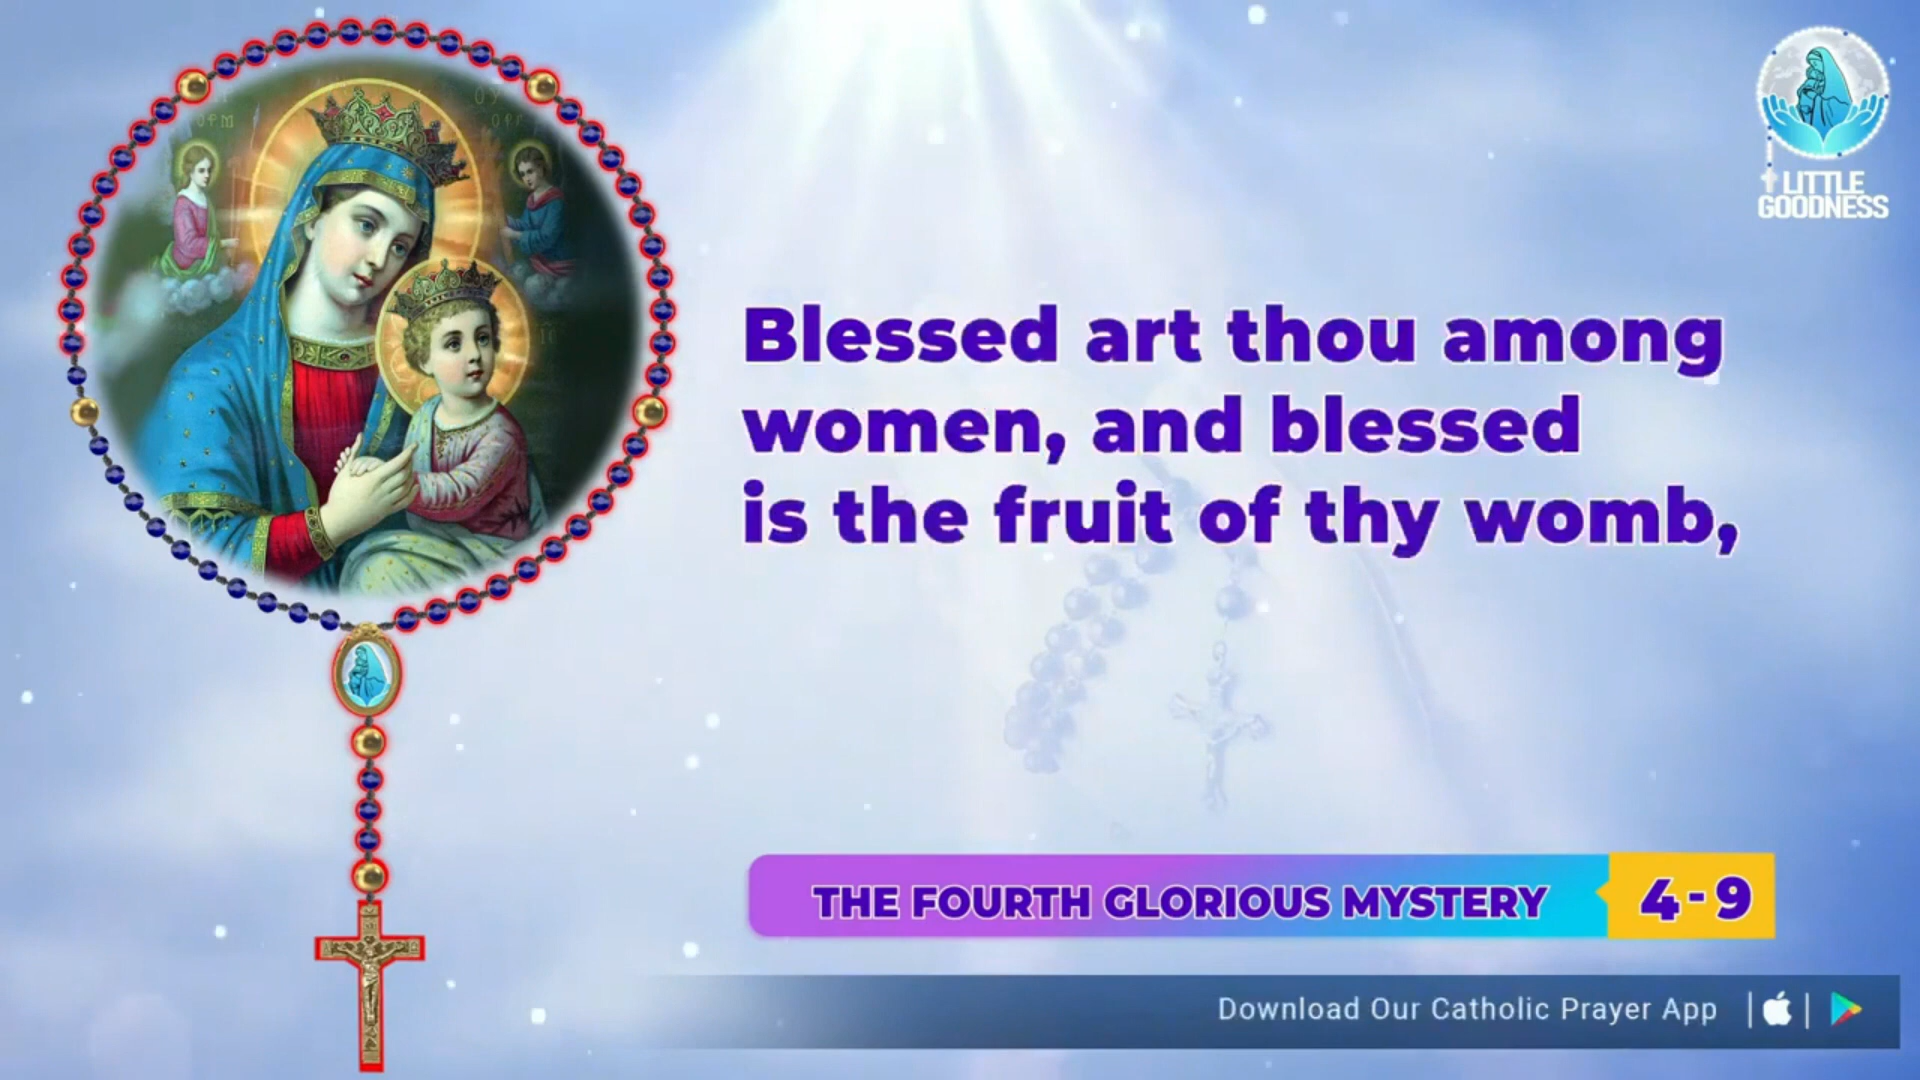 LITTLE
GOODNESS
Blessed art thou among
women, and blessed
is the fruit of thy womb,
THE FOURTH GLORIOUS MYSTERY 4-9
Download Our Catholic Prayer App